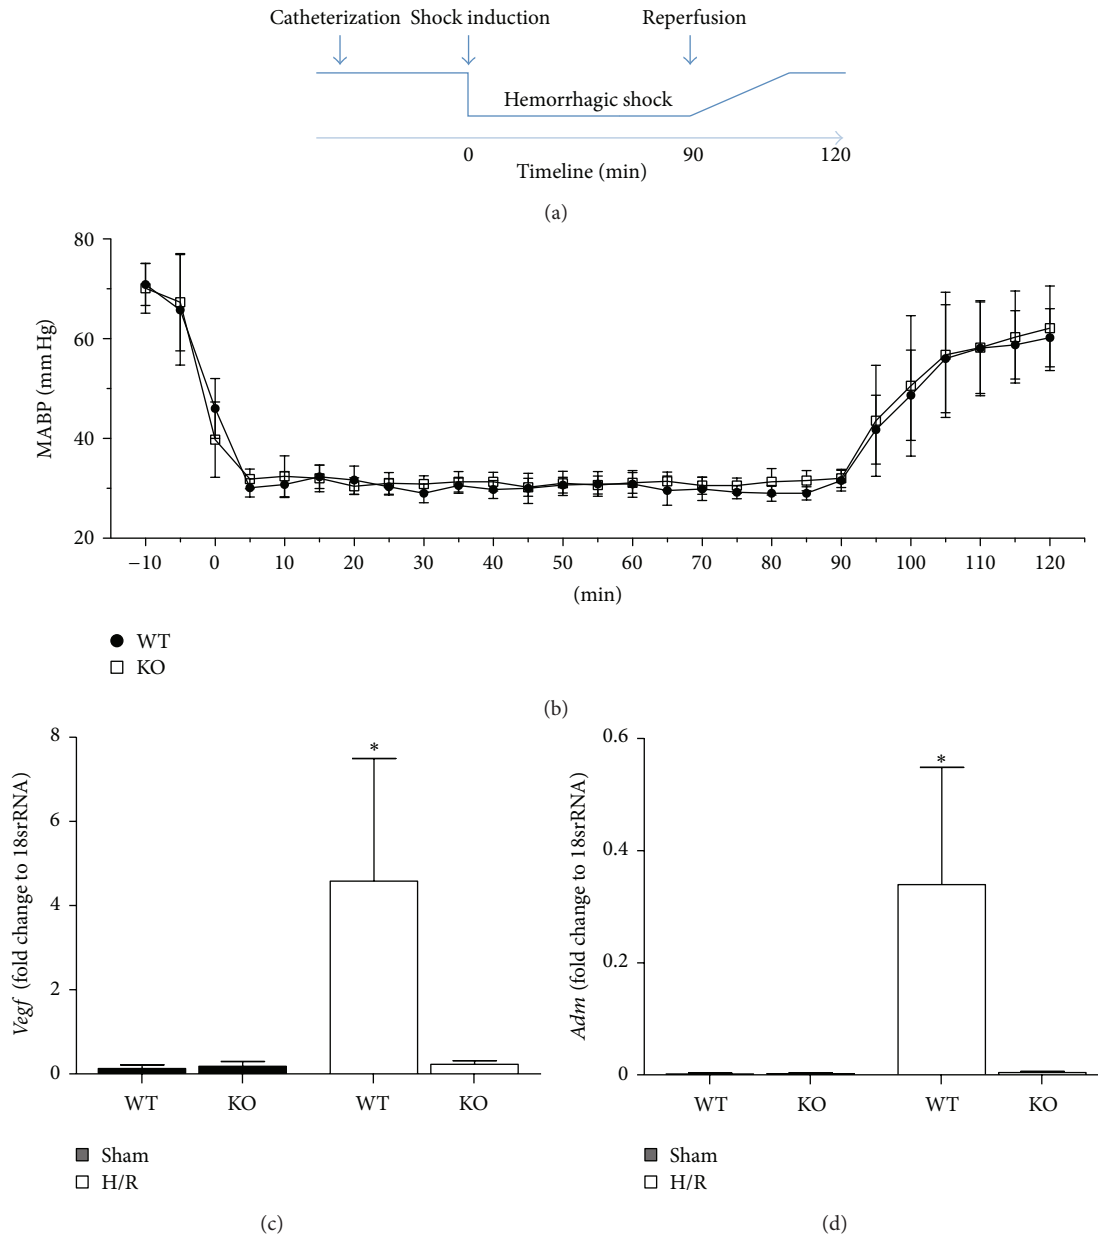 Catheterization Shock induction Reperfusion
Hemorrhagic shock
0 90 120
Timeline (min)
(a)
80
60
40
20
MABP (mm Hg)
−10 0 10 20 30 40 50 60 70 80 90 100 110 120
(min)
WT
KO
(b)
8
6
4
2
0
Vegf (fold change to 18srRNA)
*
WT KO WT KO
Sham
H/R
(c)
0.6
0.4
0.2
0
Adm (fold change to 18srRNA)
*
WT KO WT KO
Sham
H/R
(d)